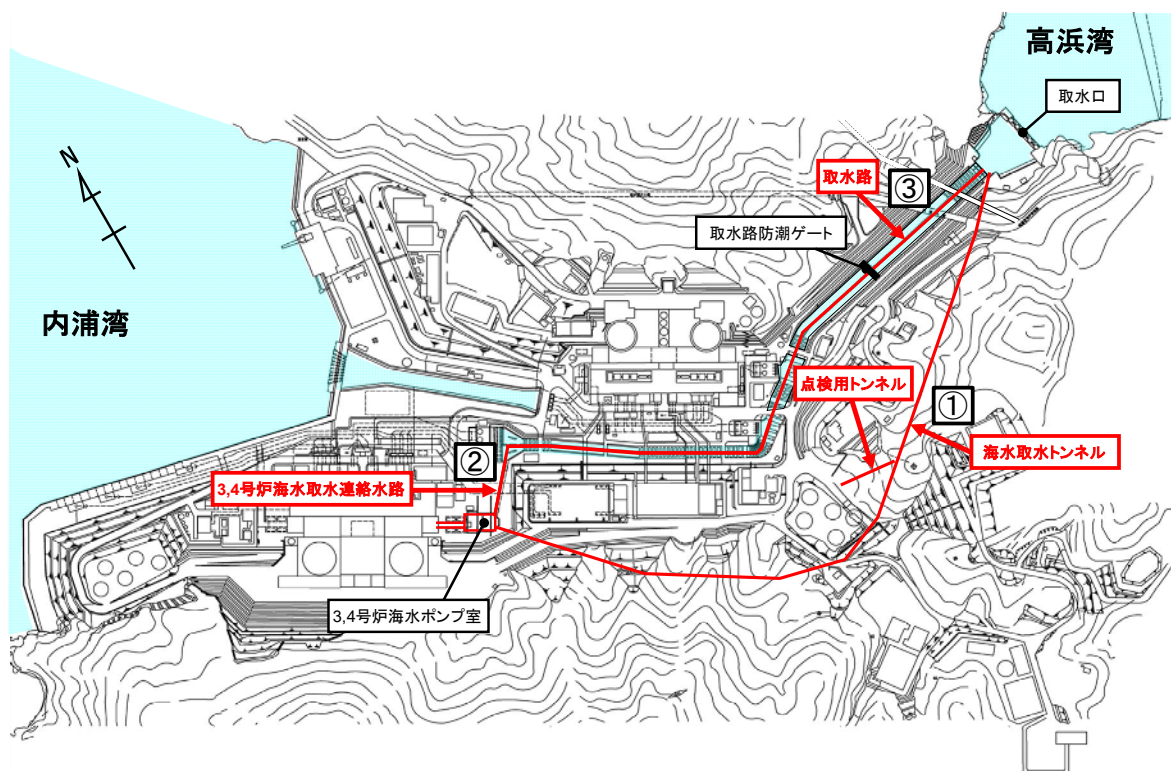 高浜湾
取水口
N
取水路
③
取水路防潮ゲート
内浦湾
点検用トンネル
①
海水取水トンネル
②
3,4号炉海水取水連絡水路
3,4号炉海水ポンプ室